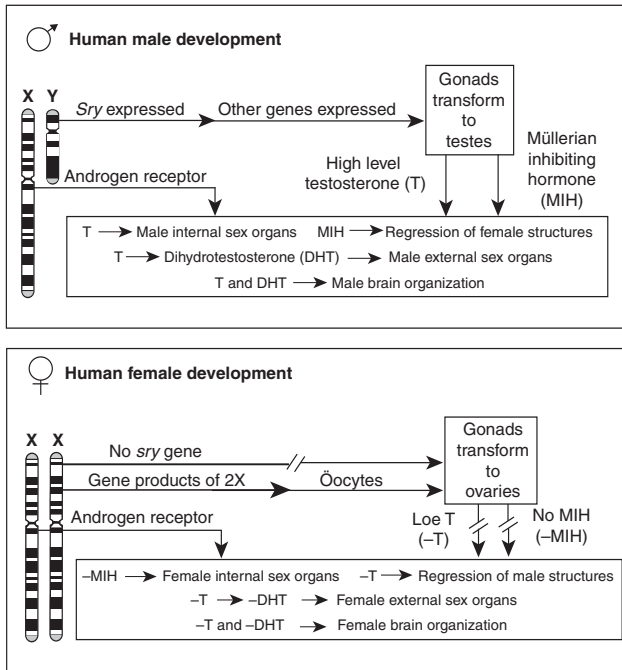 ♂ Human male development
X Y
Sry expressed Other genes expressed
Gonads
transform
to
testes
Androgen receptor
High level
testosterone (T)
Müllerian
inhibiting
hormone
(MIH)
T → Male internal sex organs MIH → Regression of female structures
T → Dihydrotestosterone (DHT) → Male external sex organs
T and DHT → Male brain organization
♀ Human female development
X X
No sry gene
Gene products of 2X Öocytes
Gonads
transform
to
ovaries
Androgen receptor
Loe T
(–T)
No MIH
(–MIH)
–MIH → Female internal sex organs –T → Regression of male structures
–T → –DHT → Female external sex organs
–T and –DHT → Female brain organization